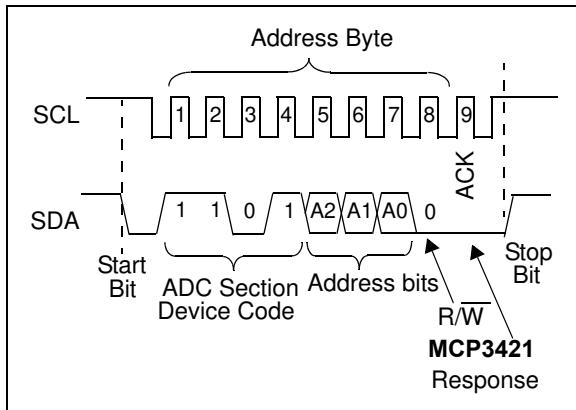 Address Byte
SCL 1 2 3 4 5 6 7 8 9
ACK
SDA 1 1 0 1 A2 A1 A0 0
Start
Bit
ADC Section
Device Code
Address bits
Stop
Bit
R/W̅
MCP3421
Response